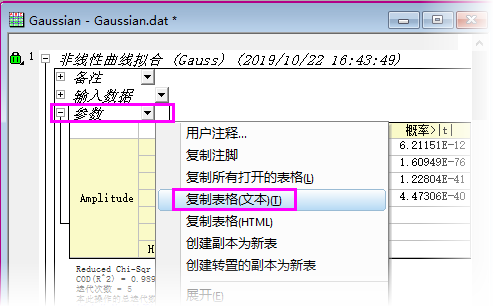 Gaussian - Gaussian.dat *
1
非线性曲线拟合 (Gauss) (2019/10/22 16:43:49)
备注
输入数据
参数
用户注释...
复制脚注
复制所有打开的表格(L)
复制表格(文本)(T)
复制表格(HTML)
创建副本为新表
创建转置的副本为新表
展开(E)
概率>|t|
6.21151E-12
1.60949E-76
1.22804E-41
4.47306E-40
Amplitude
H
Reduced Chi-Sqr
COD(R^2) = 0.989
迭代次数 = 5